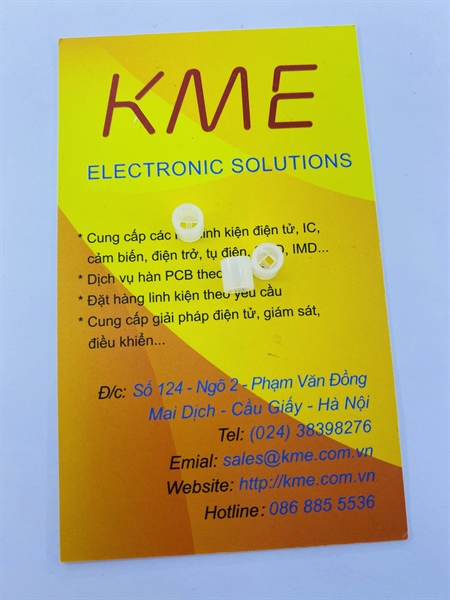 KME
ELECTRONIC SOLUTIONS
* Cung cấp các linh kiện điện tử, IC,
cảm biến, điện trở, tụ điện, IMD...
* Dịch vụ hàn PCB theo
* Đặt hàng linh kiện theo yêu cầu
* Cung cấp giải pháp điện tử, giám sát,
điều khiển...
Đ/c: Số 124 - Ngõ 2 - Phạm Văn Đồng
Mai Dịch - Cầu Giấy - Hà Nội
Tel: (024) 38398276
Emial: sales@kme.com.vn
Website: http://kme.com.vn
Hotline: 086 885 5536